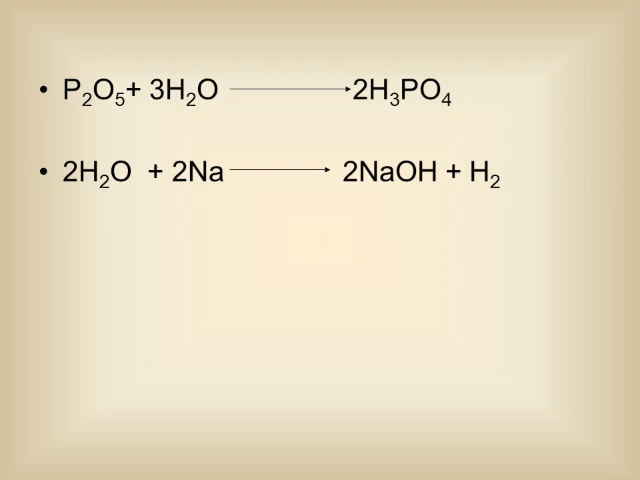 • P₂O₅+ 3H₂O ⟶ 2H₃PO₄
• 2H₂O + 2Na ⟶ 2NaOH + H₂